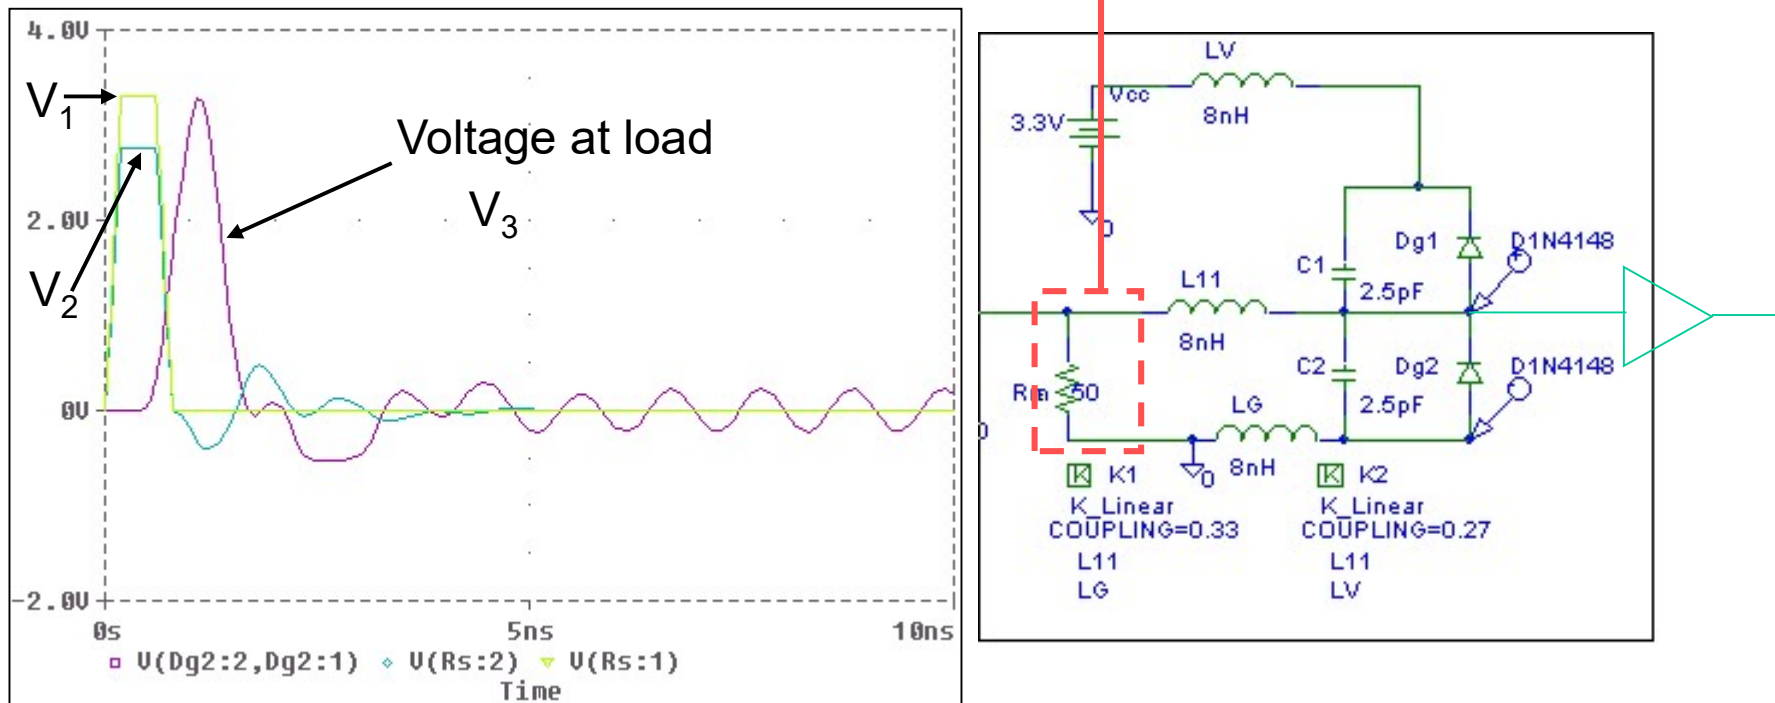 4.0V
V1
Voltage at load
V3
2.0V
V2
0V
-2.0V
0s 5ns 10ns
V(Dg2:2,Dg2:1) V(Rs:2) V(Rs:1)
Time
LV
Vcc
8nH
3.3V
0
Dg1 D1N4148
C1
L11
2.5pF
8nH
C2 Dg2 D1N4148
Rm 50
LG 2.5pF
0
8nH
0
K K1 K K2
K_Linear K_Linear
COUPLING=0.33 COUPLING=0.27
L11 L11
LG LV